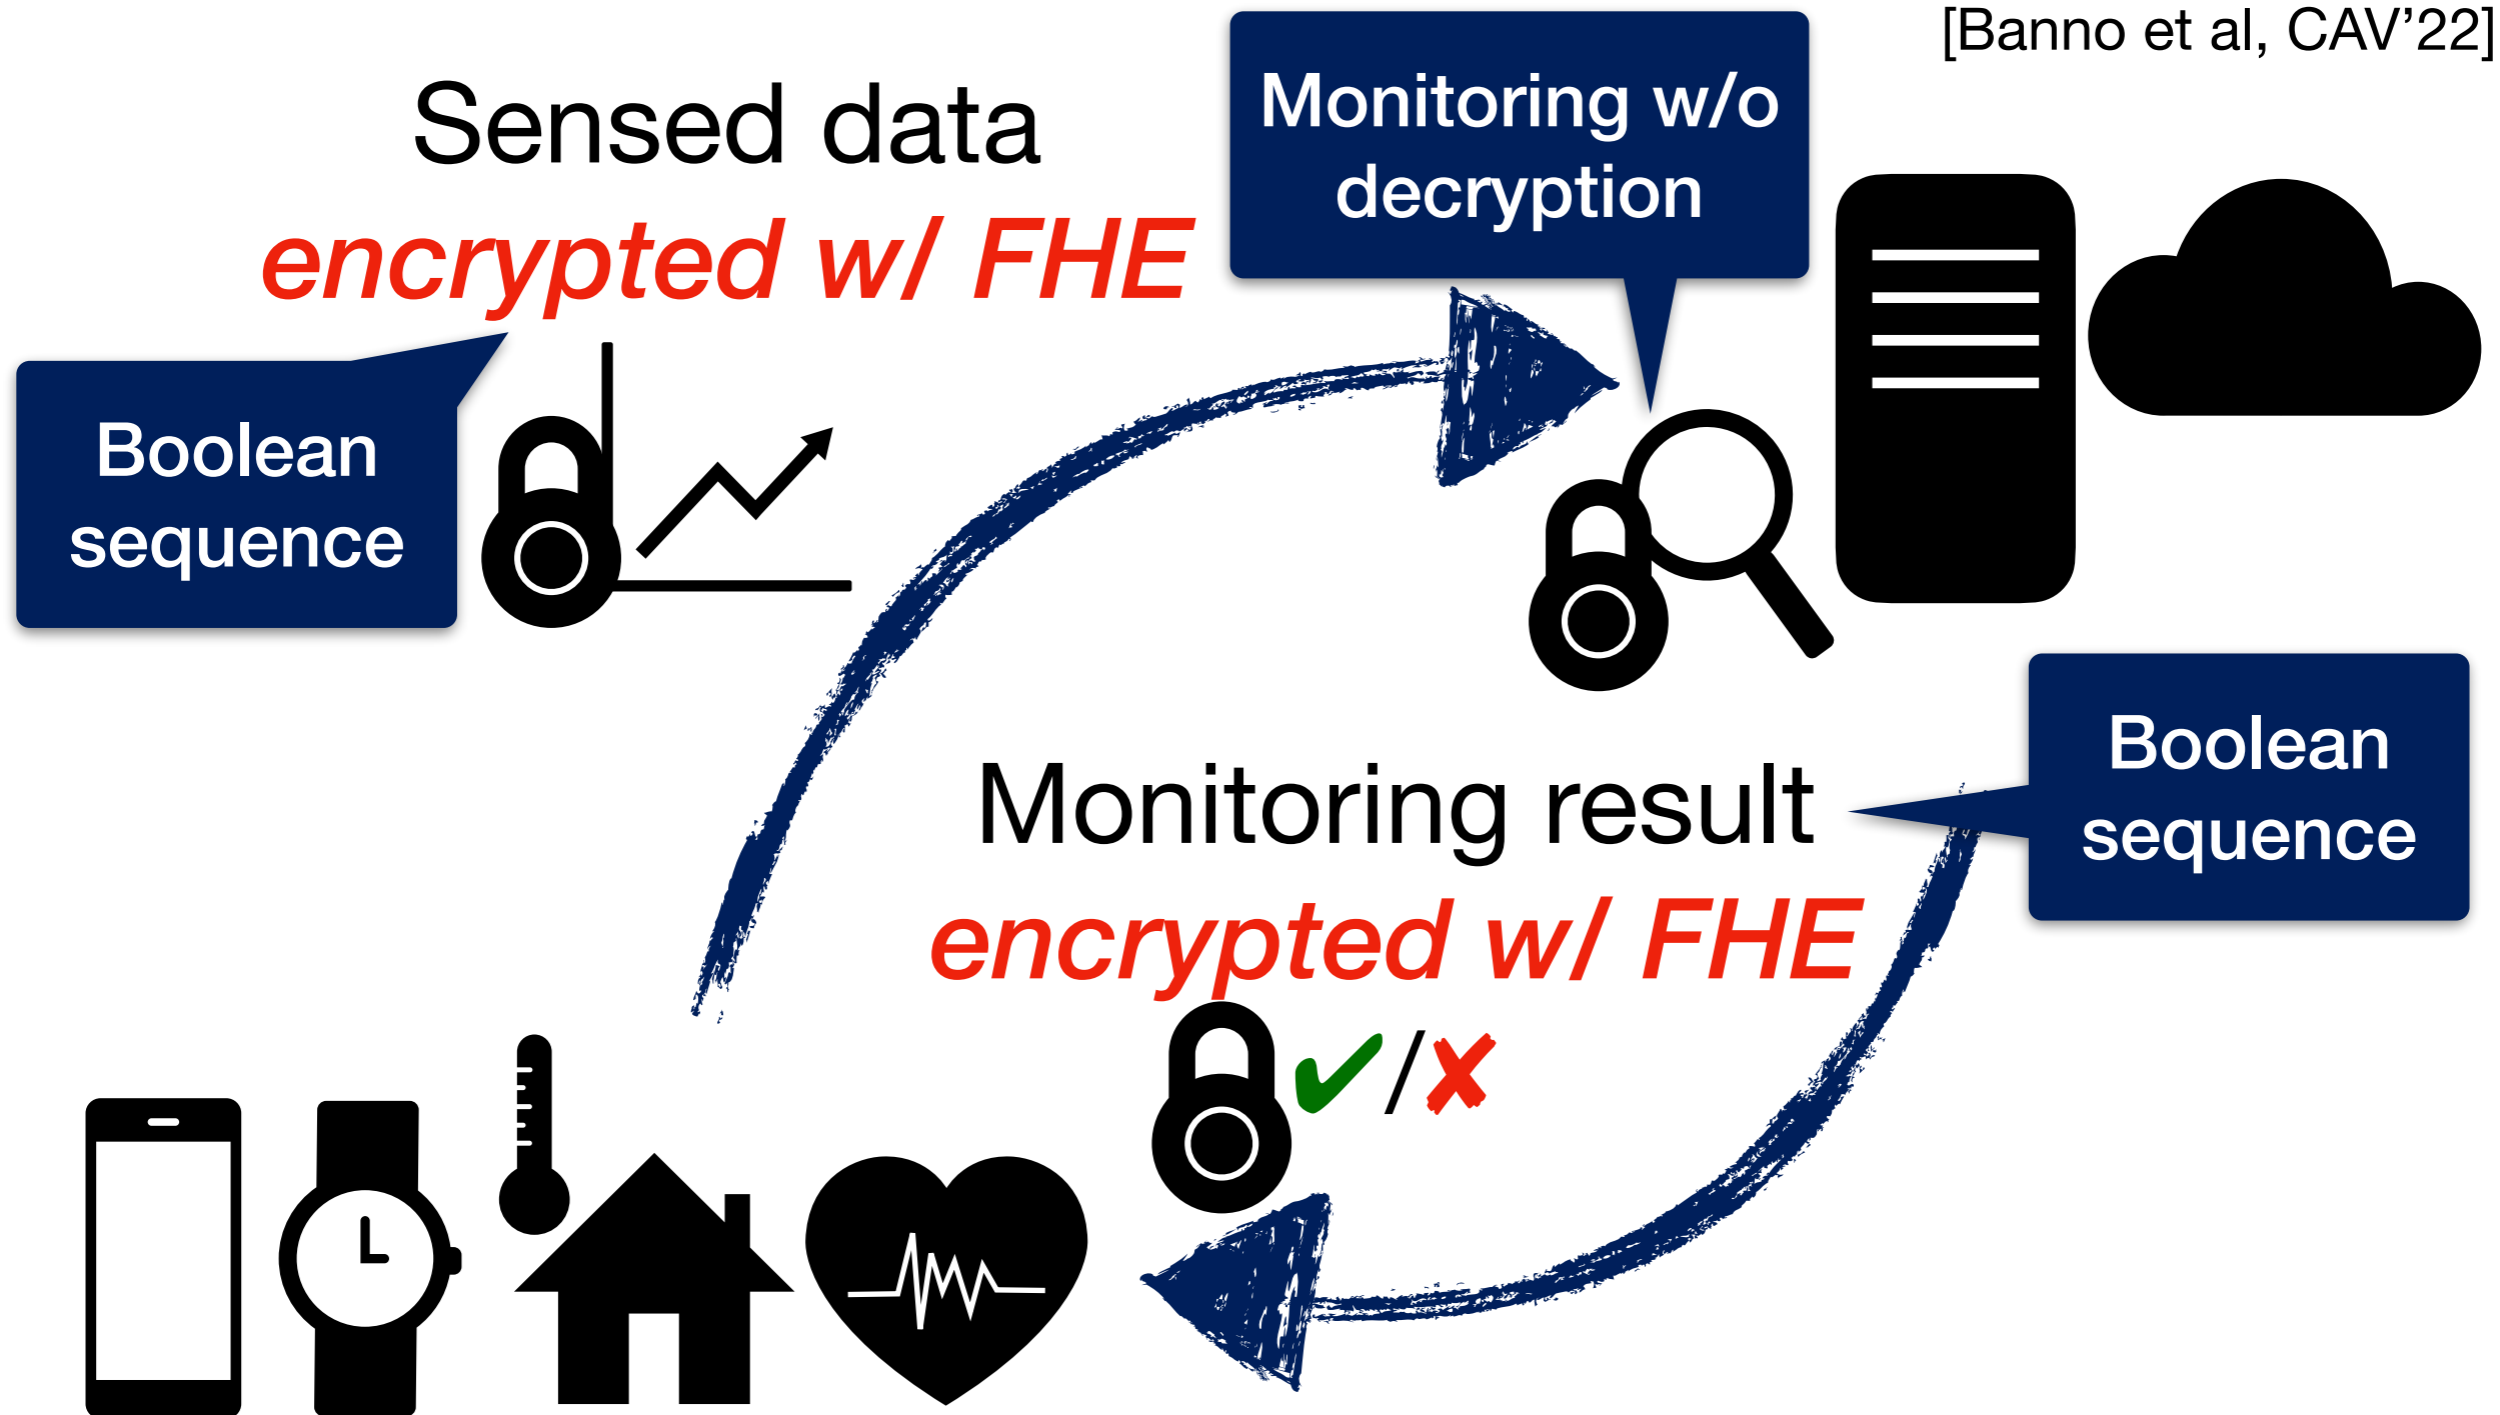 [Banno et al, CAV’22]
Sensed data
encrypted w/ FHE
Monitoring w/o
decryption
Boolean
sequence
Monitoring result
encrypted w/ FHE
✔/✘
Boolean
sequence